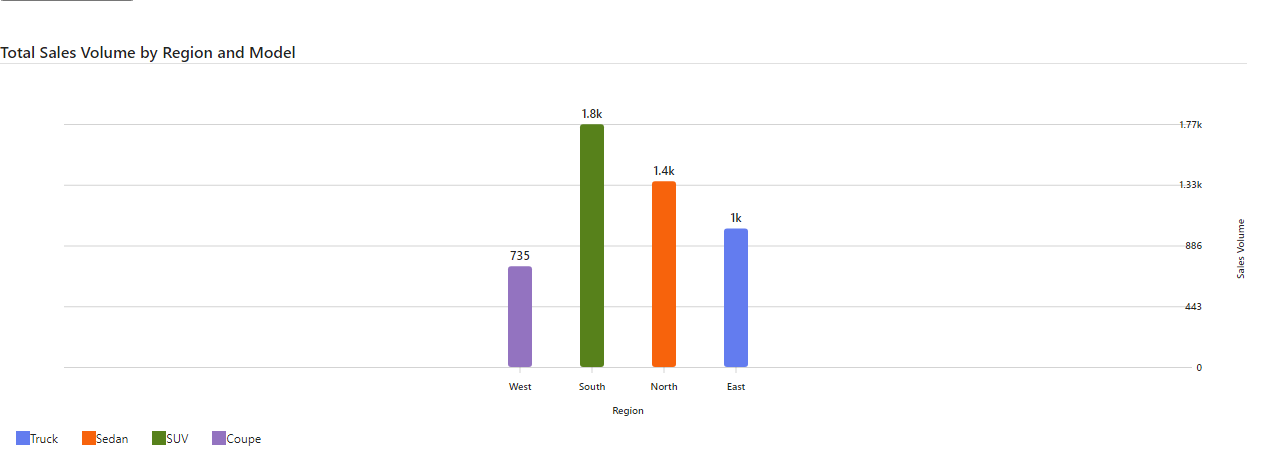 Total Sales Volume by Region and Model
1.8k
1.77k
1.4k
1.33k
1k
886
735
443
0
Sales Volume
West South North East
Region
Truck Sedan SUV Coupe